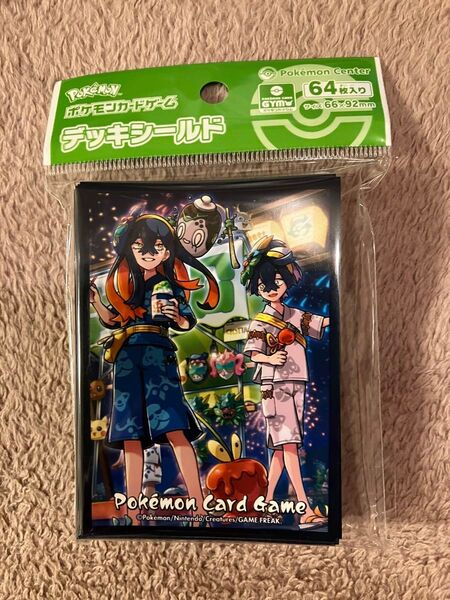 Pokémon
ポケモンカードゲーム
デッキシールド
Pokémon Center
GYM
64枚入り
サイズ 66×92mm
Pokémon Card Game
©Pokémon/Nintendo/Creatures/GAME FREAK.